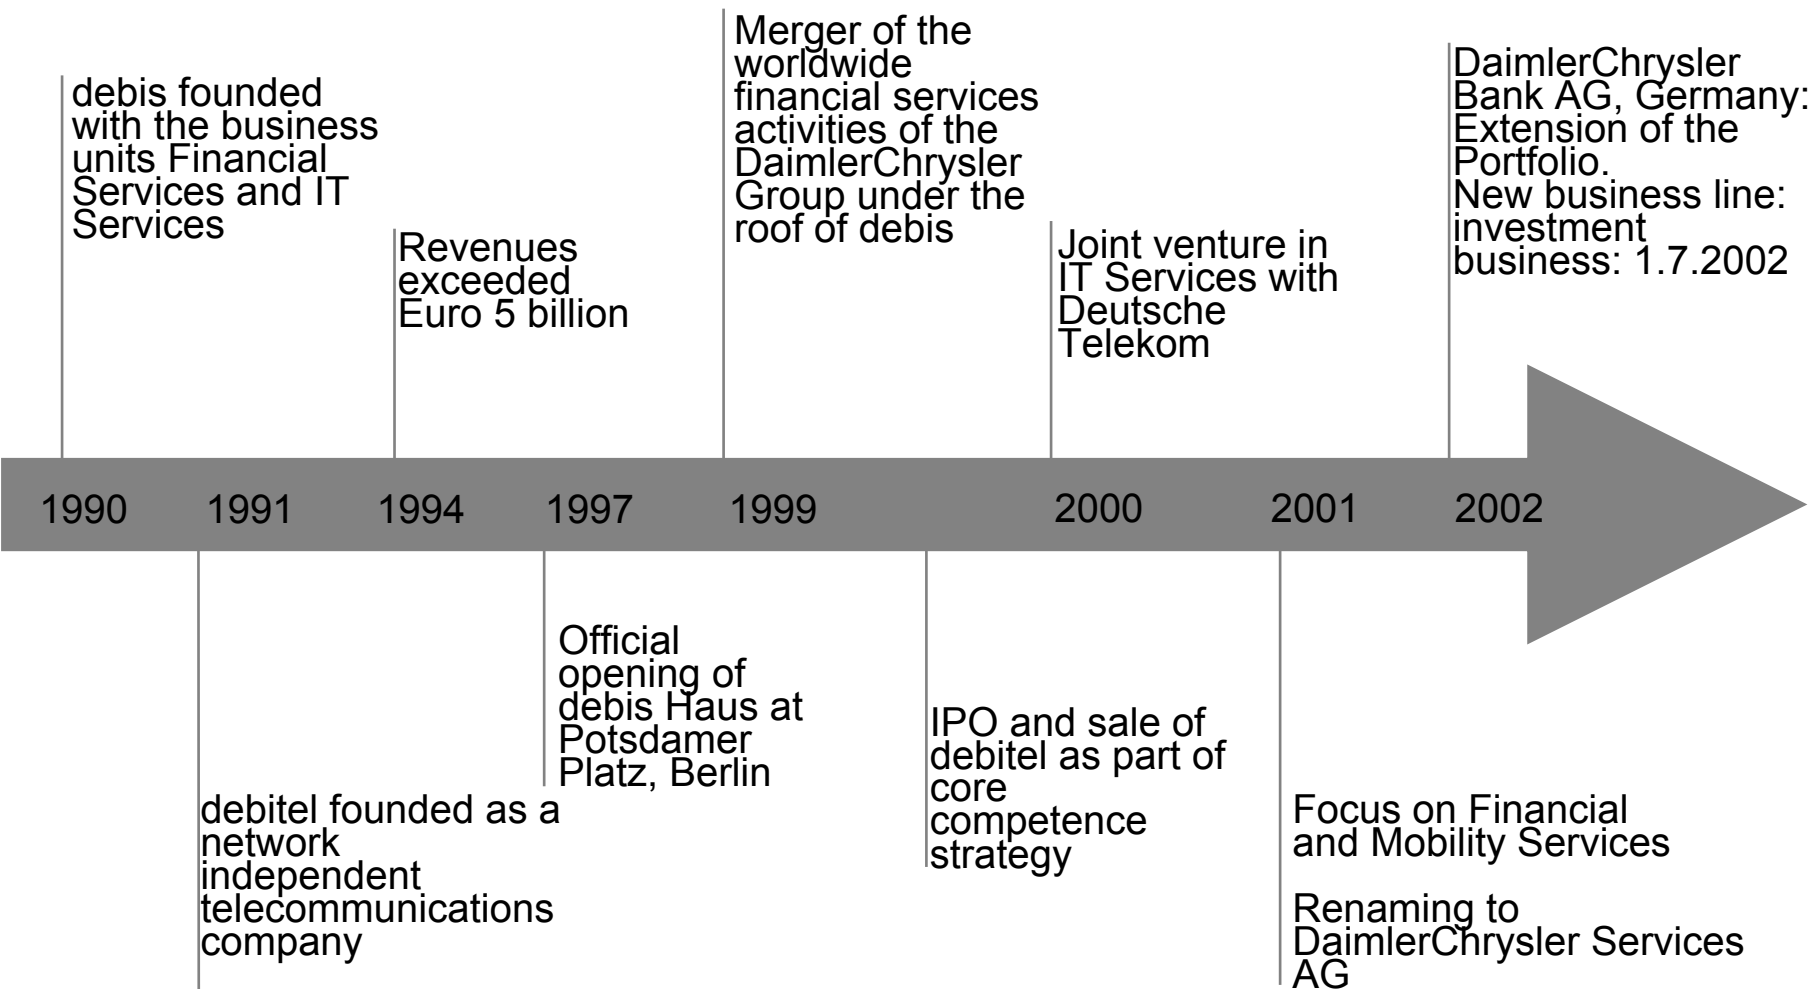 debis founded
with the business
units Financial
Services and IT
Services
Revenues
exceeded
Euro 5 billion
Merger of the
worldwide
financial services
activities of the
DaimlerChrysler
Group under the
roof of debis
Joint venture in
IT Services with
Deutsche
Telekom
DaimlerChrysler
Bank AG, Germany:
Extension of the
Portfolio.
New business line:
investment
business: 1.7.2002
1990 1991 1994 1997 1999 2000 2001 2002
debitel founded as a
network
independent
telecommunications
company
Official
opening of
debis Haus at
Potsdamer
Platz, Berlin
IPO and sale of
debitel as part of
core
competence
strategy
Focus on Financial
and Mobility Services
Renaming to
DaimlerChrysler Services
AG